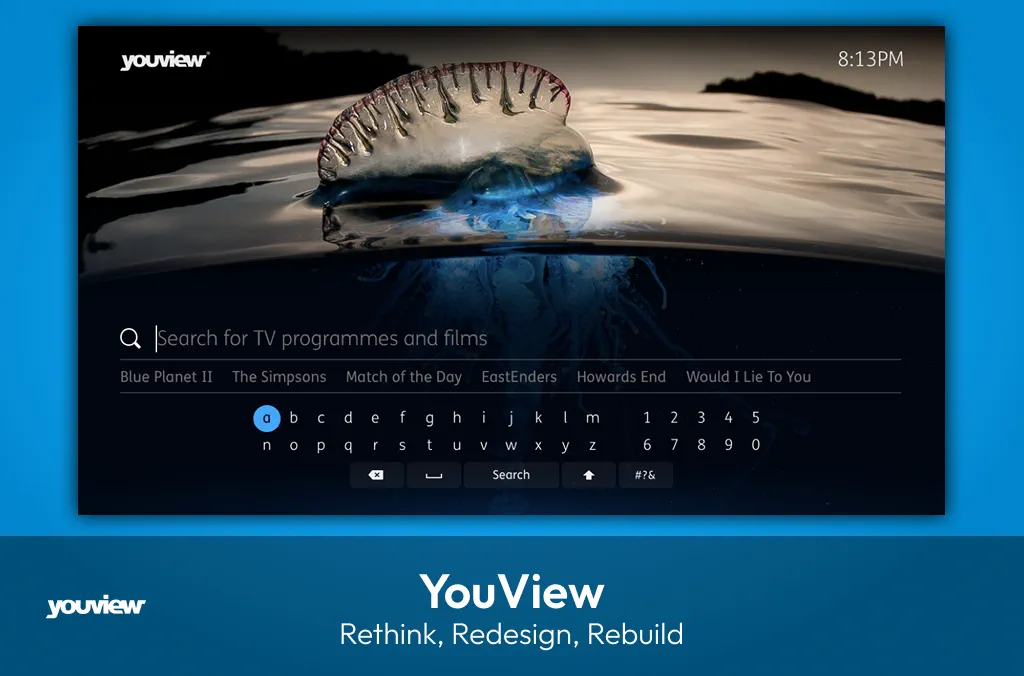 youview
8:13PM
Search for TV programmes and films
Blue Planet II The Simpsons Match of the Day EastEnders Howards End Would I Lie To You
a b c d e f g h i j k l m 1 2 3 4 5
n o p q r s t u v w x y z 6 7 8 9 0
Search #?&
YouView
youview
Rethink, Redesign, Rebuild